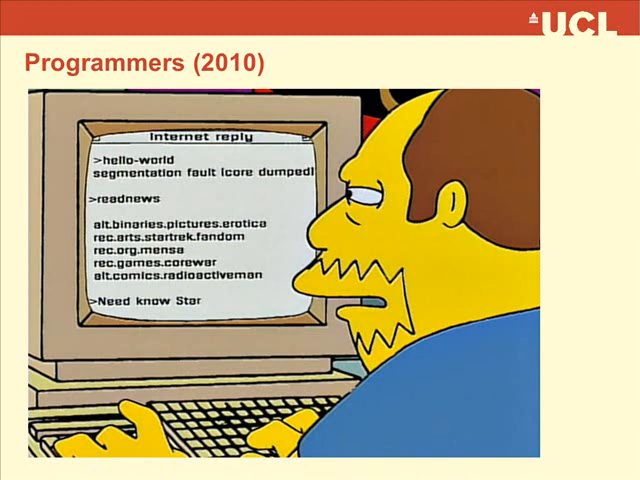 UCL
Programmers (2010)
Internet reply
>hello-world
segmentation fault (core dumped)
>readnews
alt.binaries.pictures.erotica
rec.arts.startrek.fandom
rec.org.mensa
rec.games.corewar
alt.comics.radioactiveman
>Need know Star